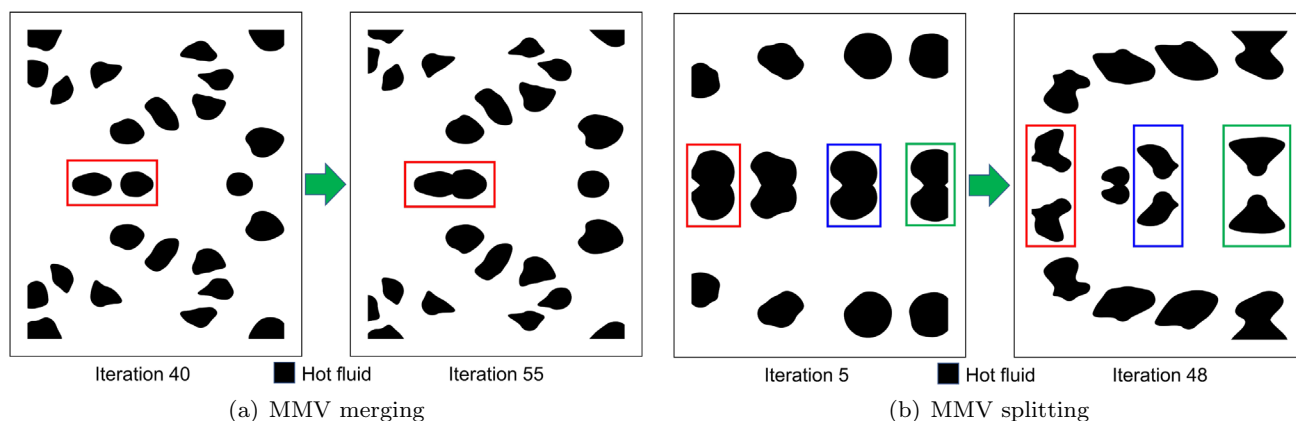 Iteration 40
Hot fluid
Iteration 55
Iteration 5
Hot fluid
Iteration 48
(a) MMV merging
(b) MMV splitting